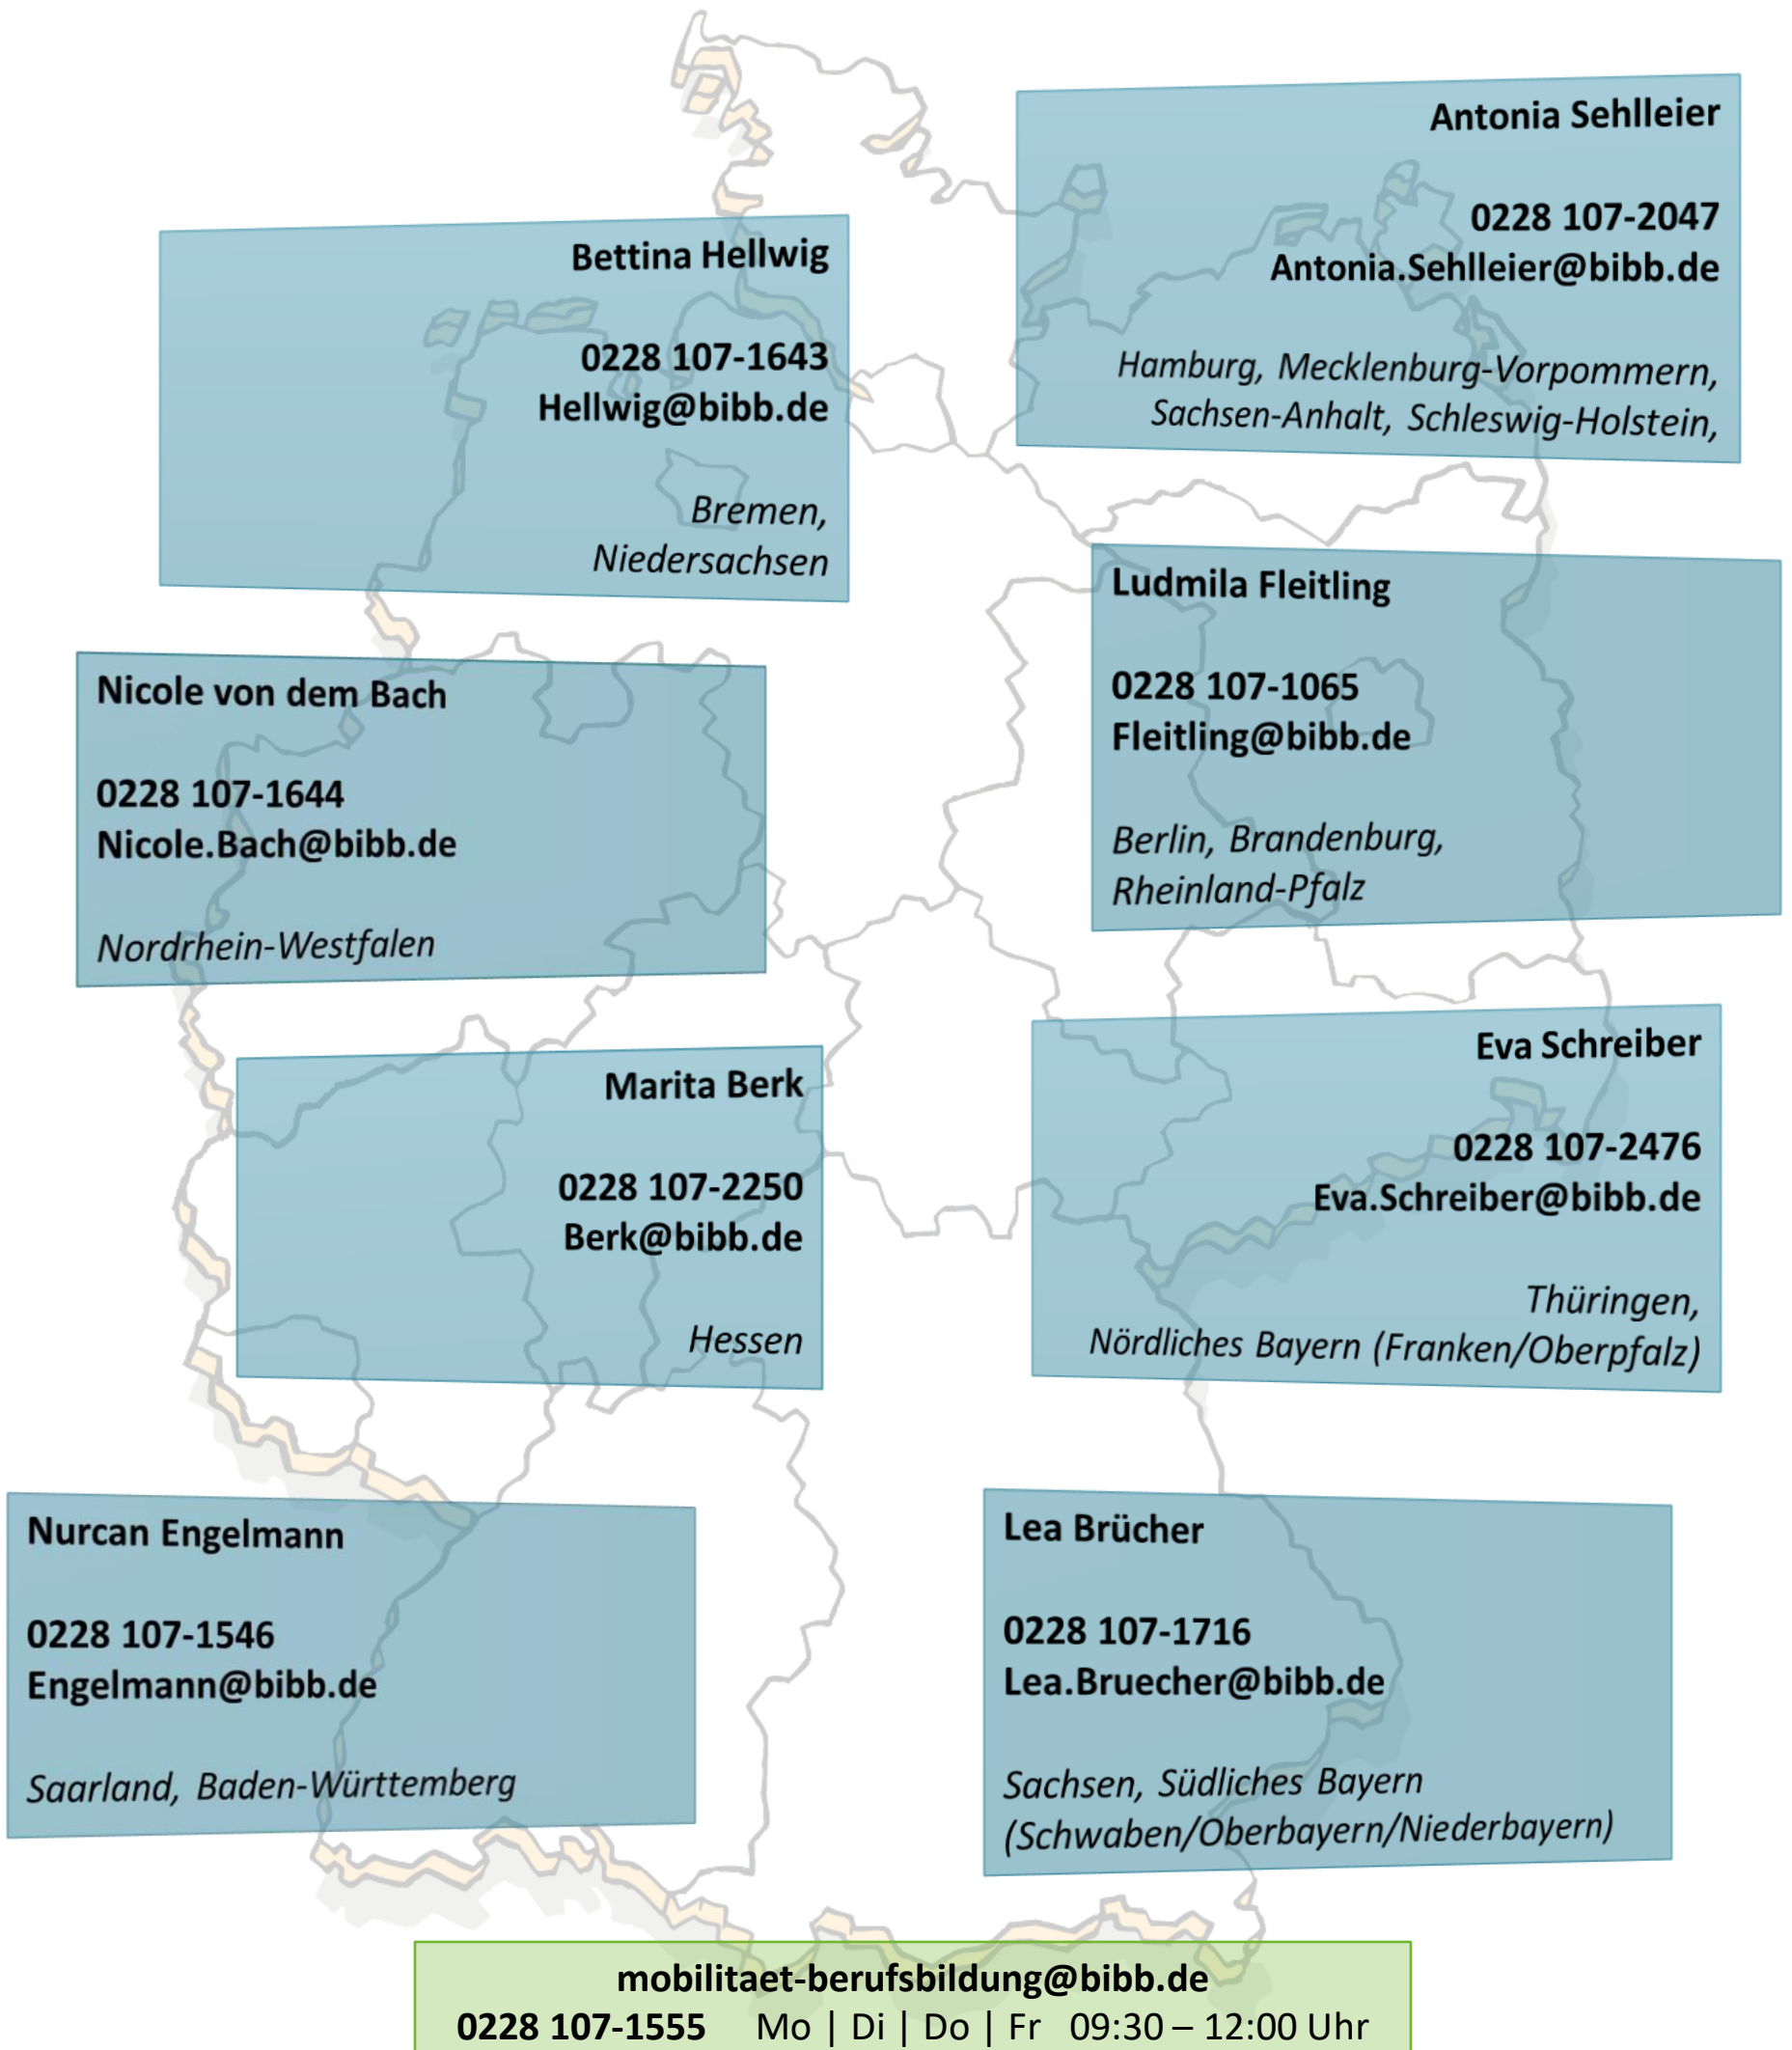 Antonia Sehlleier
0228 107-2047
Antonia.Sehlleier@bibb.de
Hamburg, Mecklenburg-Vorpommern,
Sachsen-Anhalt, Schleswig-Holstein,
Bettina Hellwig
0228 107-1643
Hellwig@bibb.de
Bremen,
Niedersachsen
Ludmila Fleitling
0228 107-1065
Fleitling@bibb.de
Berlin, Brandenburg,
Rheinland-Pfalz
Nicole von dem Bach
0228 107-1644
Nicole.Bach@bibb.de
Nordrhein-Westfalen
Eva Schreiber
0228 107-2476
Eva.Schreiber@bibb.de
Thüringen,
Nördliches Bayern (Franken/Oberpfalz)
Marita Berk
0228 107-2250
Berk@bibb.de
Hessen
Nurcan Engelmann
0228 107-1546
Engelmann@bibb.de
Saarland, Baden-Württemberg
Lea Brücher
0228 107-1716
Lea.Bruecher@bibb.de
Sachsen, Südliches Bayern
(Schwaben/Oberbayern/Niederbayern)
mobilitaet-berufsbildung@bibb.de
0228 107-1555 Mo | Di | Do | Fr 09:30 – 12:00 Uhr